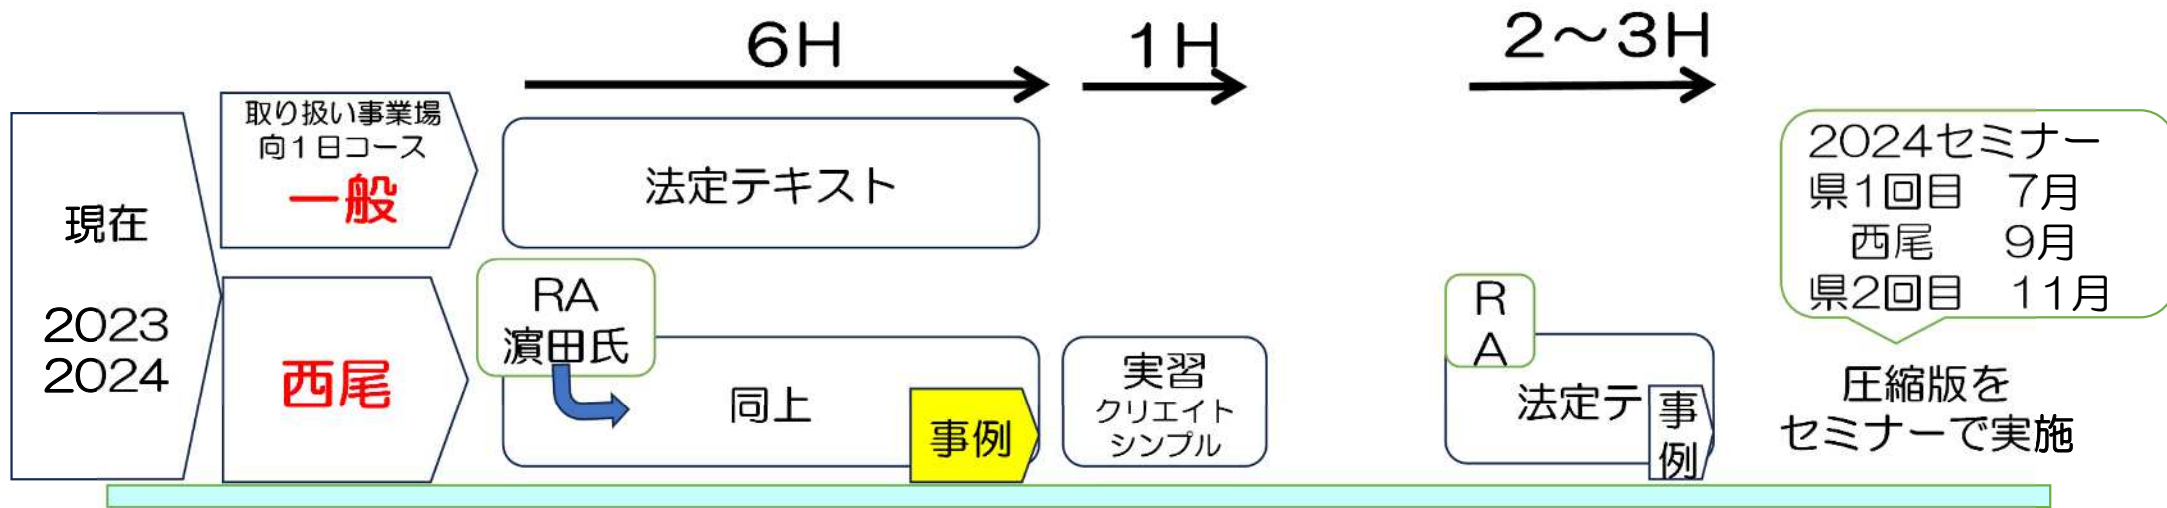 6H
1H
2～3H
現在
2023
2024
取り扱い事業場
向1日コース
一般
法定テキスト
西尾
RA
濵田氏
同上
事例
実習
クリエイト
シンプル
R
A
法定テ
事
例
2024セミナー
県1回目 7月
西尾 9月
県2回目 11月
圧縮版を
セミナーで実施